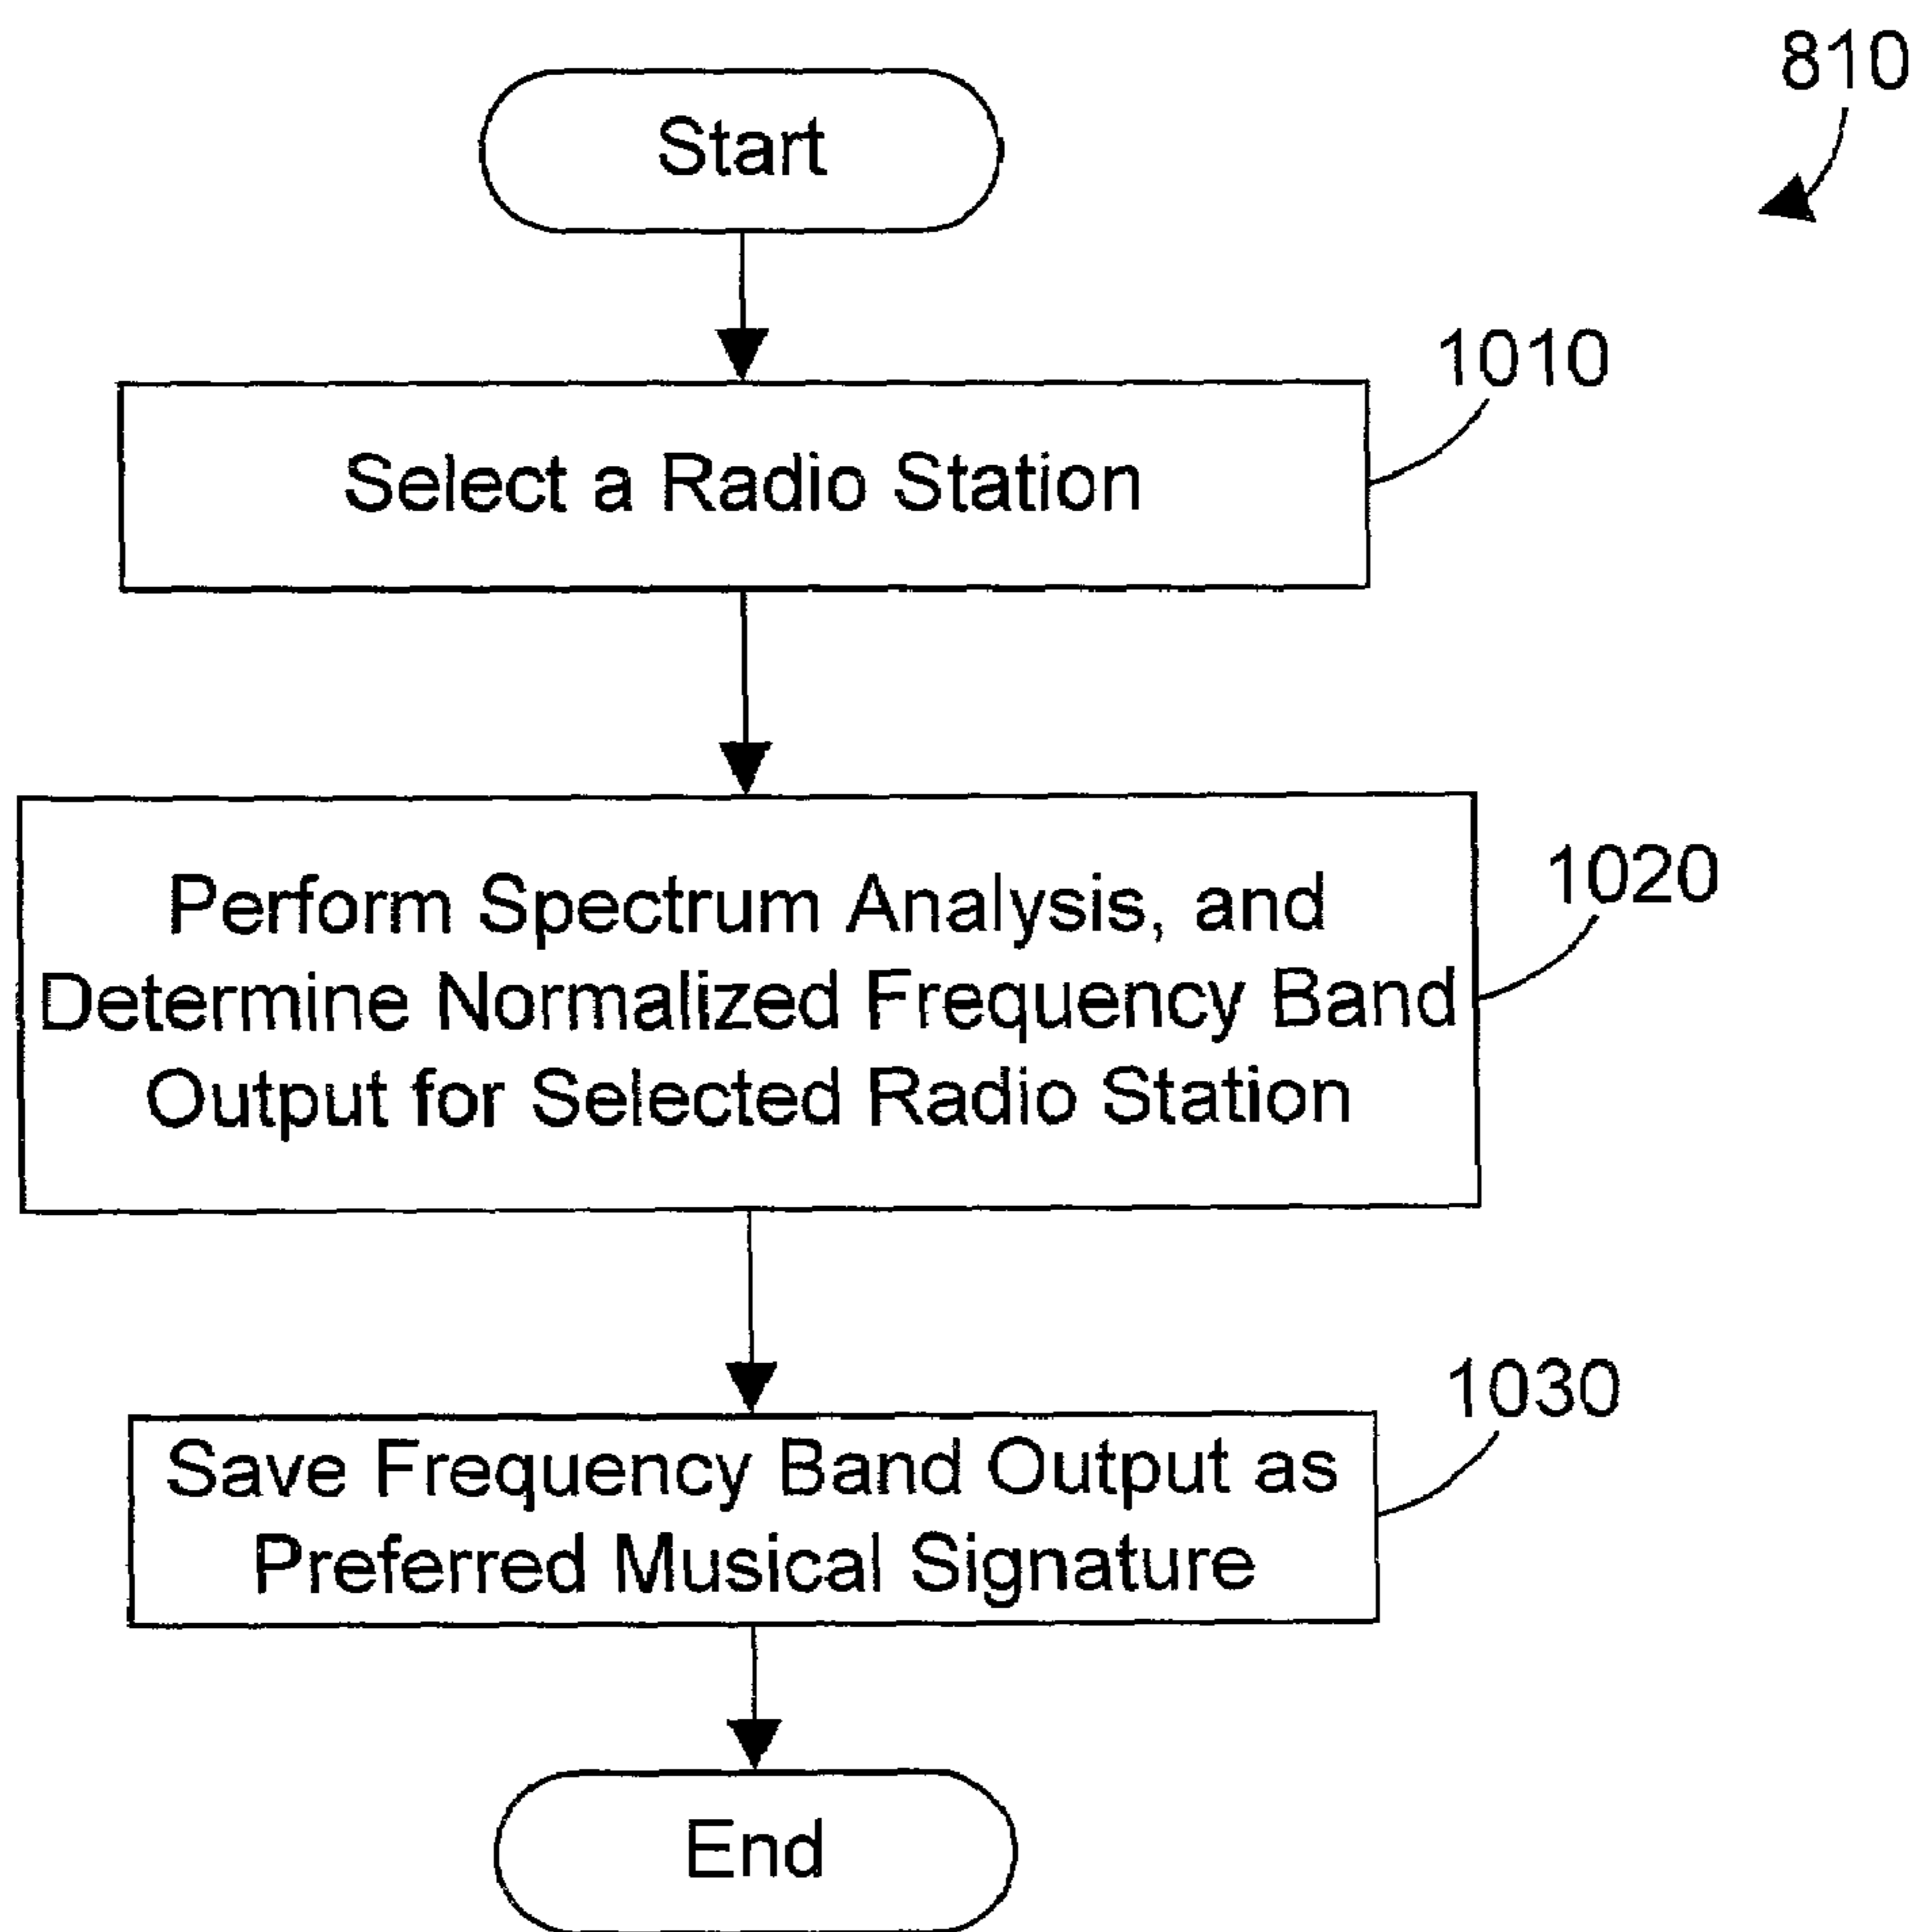 810
Start
1010
Select a Radio Station
1020
Perform Spectrum Analysis, and
Determine Normalized Frequency Band
Output for Selected Radio Station
1030
Save Frequency Band Output as
Preferred Musical Signature
End